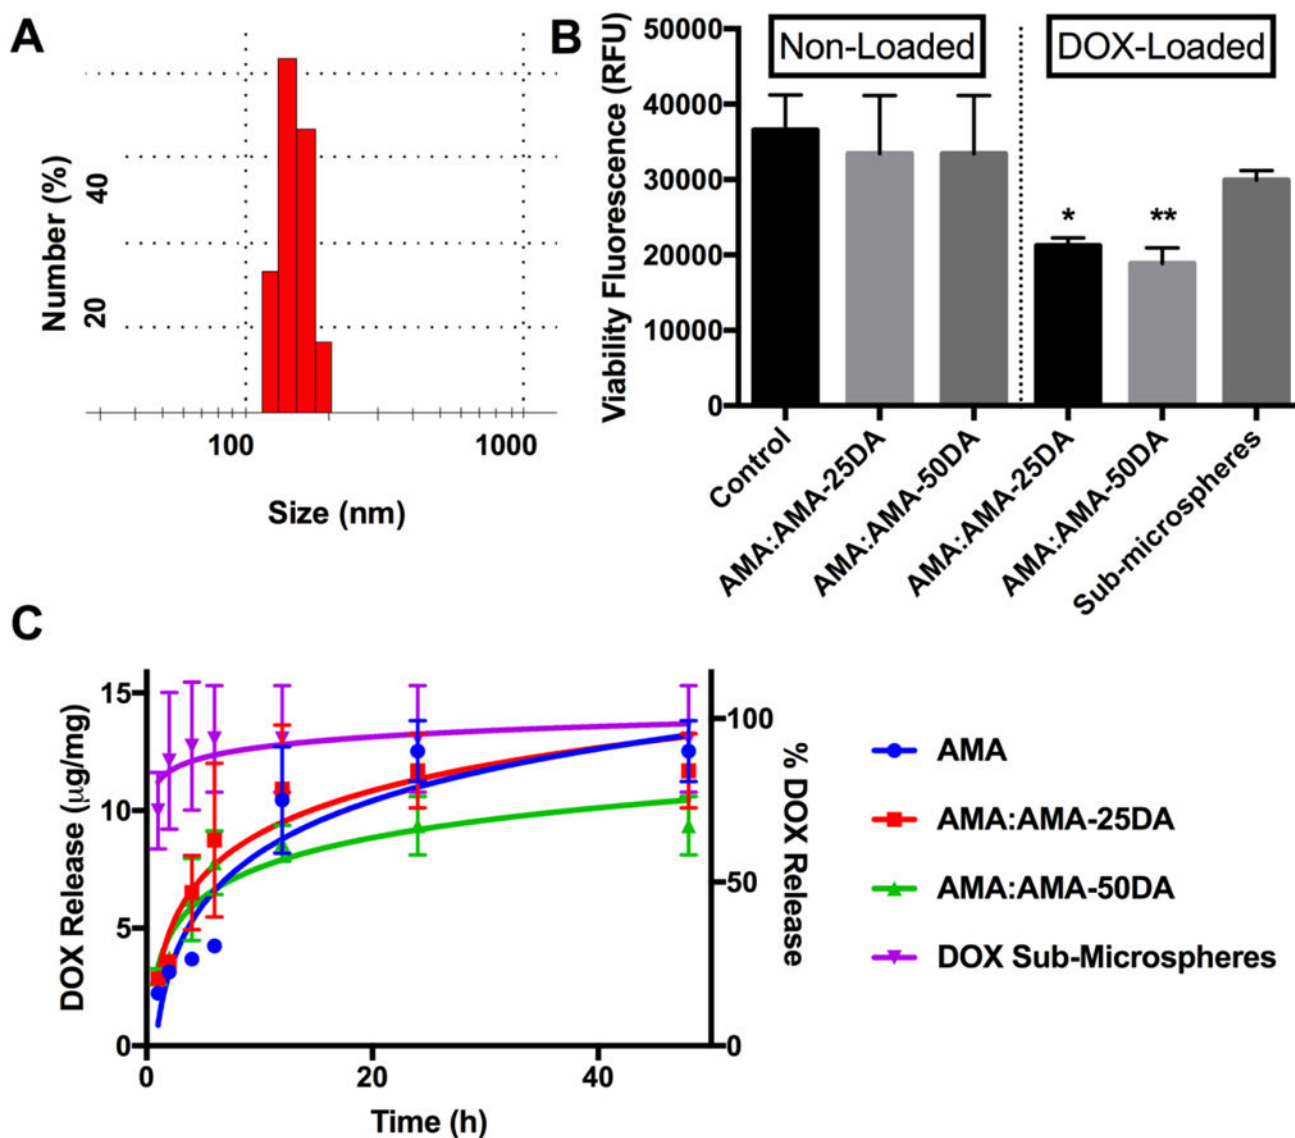 A
Number (%)
40
20
100
1000
Size (nm)
B
Viability Fluorescence (RFU)
50000
40000
30000
20000
10000
0
Non-Loaded
DOX-Loaded
*
**
Control
AMA:AMA-25DA
AMA:AMA-50DA
AMA:AMA-25DA
AMA:AMA-50DA
Sub-microspheres
C
DOX Release (µg/mg)
15
10
5
0
0
20
40
Time (h)
100
50
0
% DOX Release
AMA
AMA:AMA-25DA
AMA:AMA-50DA
DOX Sub-Microspheres